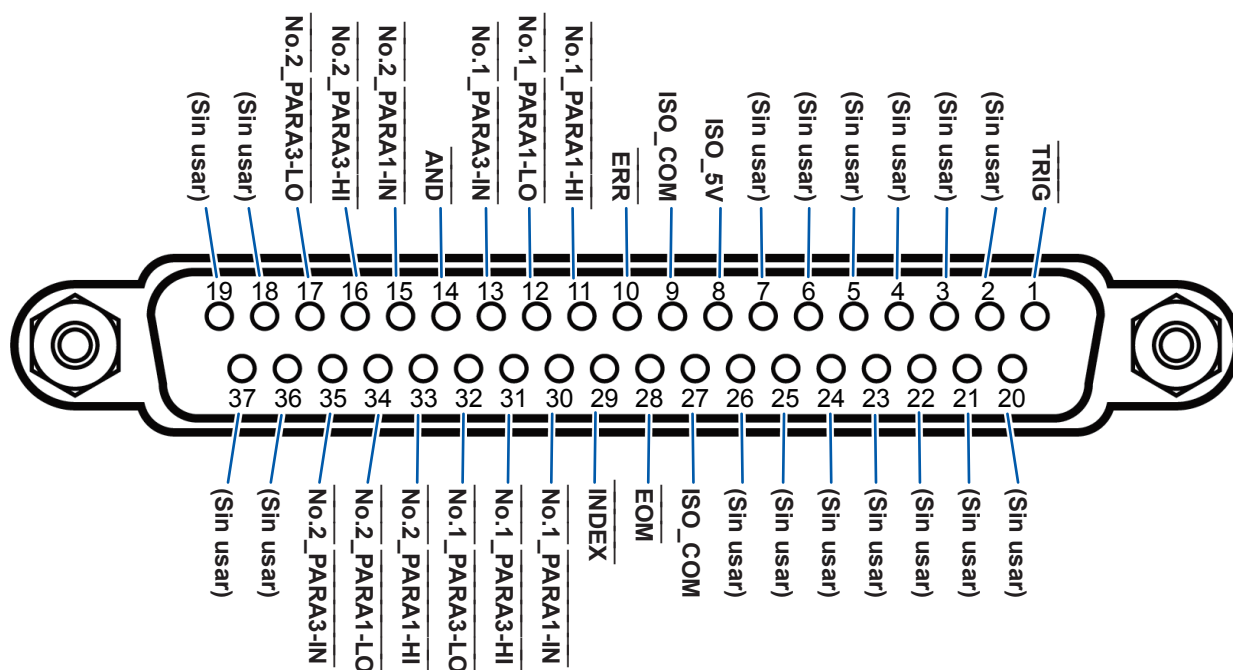 (Sin usar)
(Sin usar)
No.2_PARA3-LO
No.2_PARA3-HI
No.2_PARA1-IN
AND
No.1_PARA3-IN
No.1_PARA1-LO
No.1_PARA1-HI
ERR
ISO_COM
ISO_5V
(Sin usar)
(Sin usar)
(Sin usar)
(Sin usar)
(Sin usar)
(Sin usar)
TRIG
19 18 17 16 15 14 13 12 11 10 9 8 7 6 5 4 3 2 1
37 36 35 34 33 32 31 30 29 28 27 26 25 24 23 22 21 20
(Sin usar)
(Sin usar)
No.2_PARA3-IN
No.2_PARA1-LO
No.2_PARA1-HI
No.1_PARA3-LO
No.1_PARA3-HI
No.1_PARA1-IN
INDEX
EOM
ISO_COM
(Sin usar)
(Sin usar)
(Sin usar)
(Sin usar)
(Sin usar)
(Sin usar)
(Sin usar)